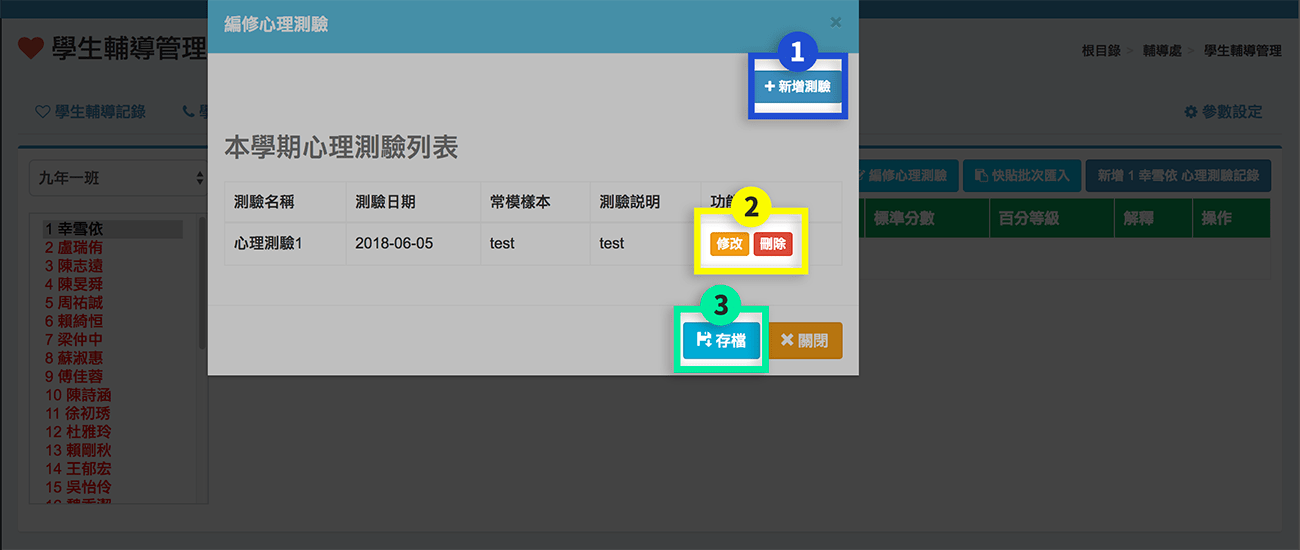 編修心理測驗 ×
學生輔導管理
根目錄 > 輔導處 > 學生輔導管理
1
+ 新增測驗
學生輔導記錄
參數設定
本學期心理測驗列表
九年一班
編修心理測驗 快貼批次匯入 新增 1 幸雪依 心理測驗記錄
測驗名稱 測驗日期 常模樣本 測驗說明
2
標準分數 百分等級 解釋 操作
心理測驗1 2018-06-05 test test 修改 刪除
3
存檔 關閉
1 幸雪依
2 盧瑞侑
3 陳志遠
4 陳旻舜
5 周祐誠
6 賴綺恒
7 梁仲中
8 蘇淑惠
9 傅佳蓉
10 陳詩涵
11 徐初琇
12 杜雅玲
13 賴剛秋
14 王郁宏
15 吳怡伶